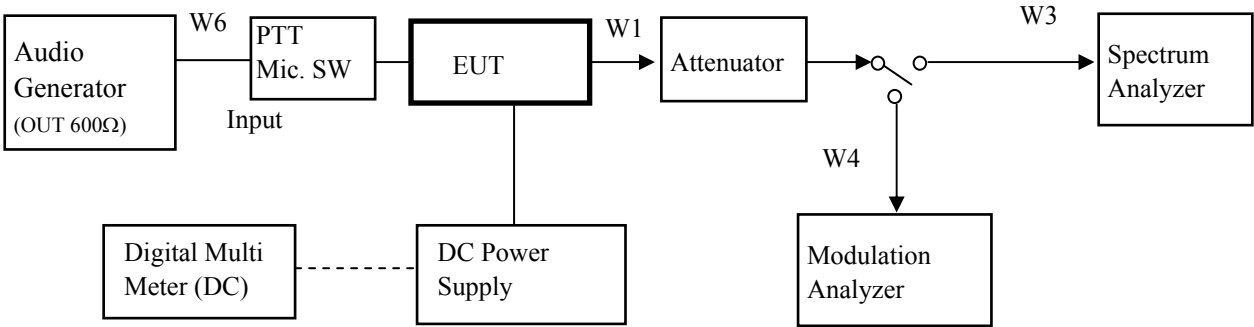 W6
Audio
Generator
(OUT 600Ω)
PTT
Mic. SW
Input
EUT
W1
Attenuator
W3
Spectrum
Analyzer
W4
Digital Multi
Meter (DC)
DC Power
Supply
Modulation
Analyzer